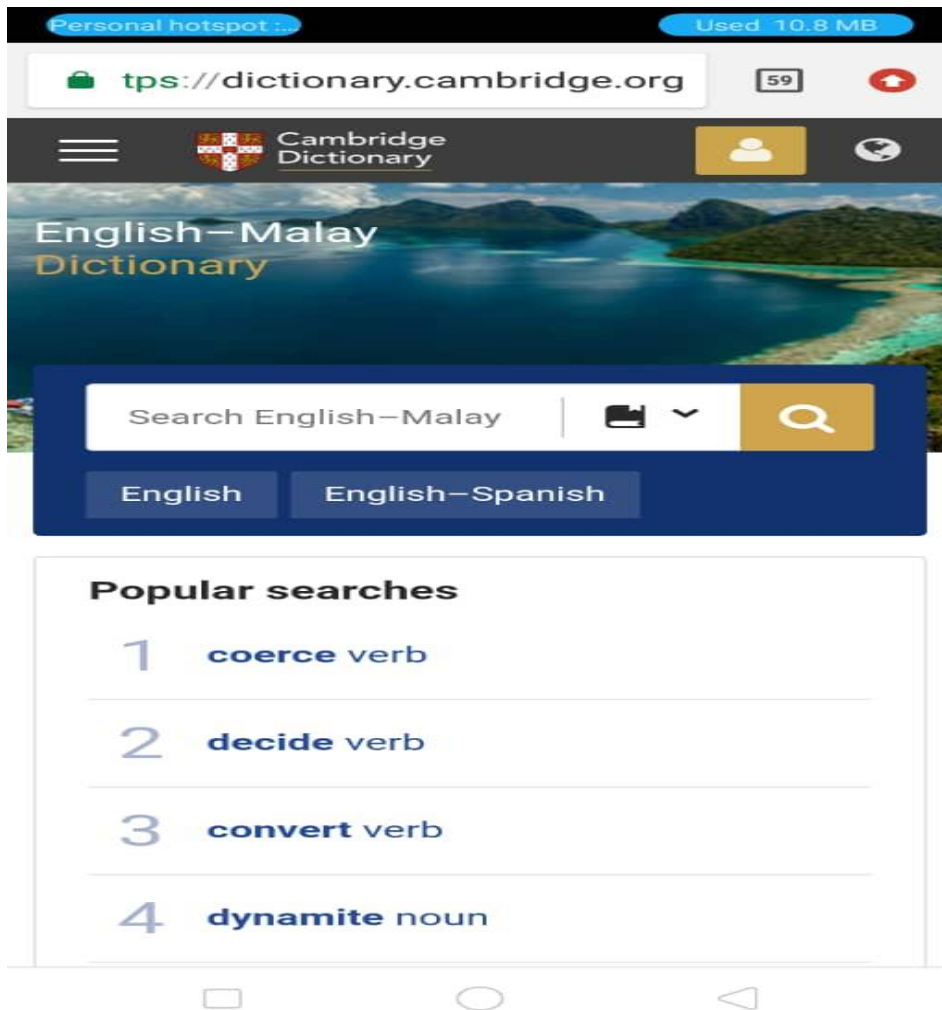 Personal hotspot :... Used 10.8 MB
tps://dictionary.cambridge.org 59
Cambridge
Dictionary
English–Malay
Dictionary
Search English–Malay
English English–Spanish
Popular searches
1 coerce verb
2 decide verb
3 convert verb
4 dynamite noun